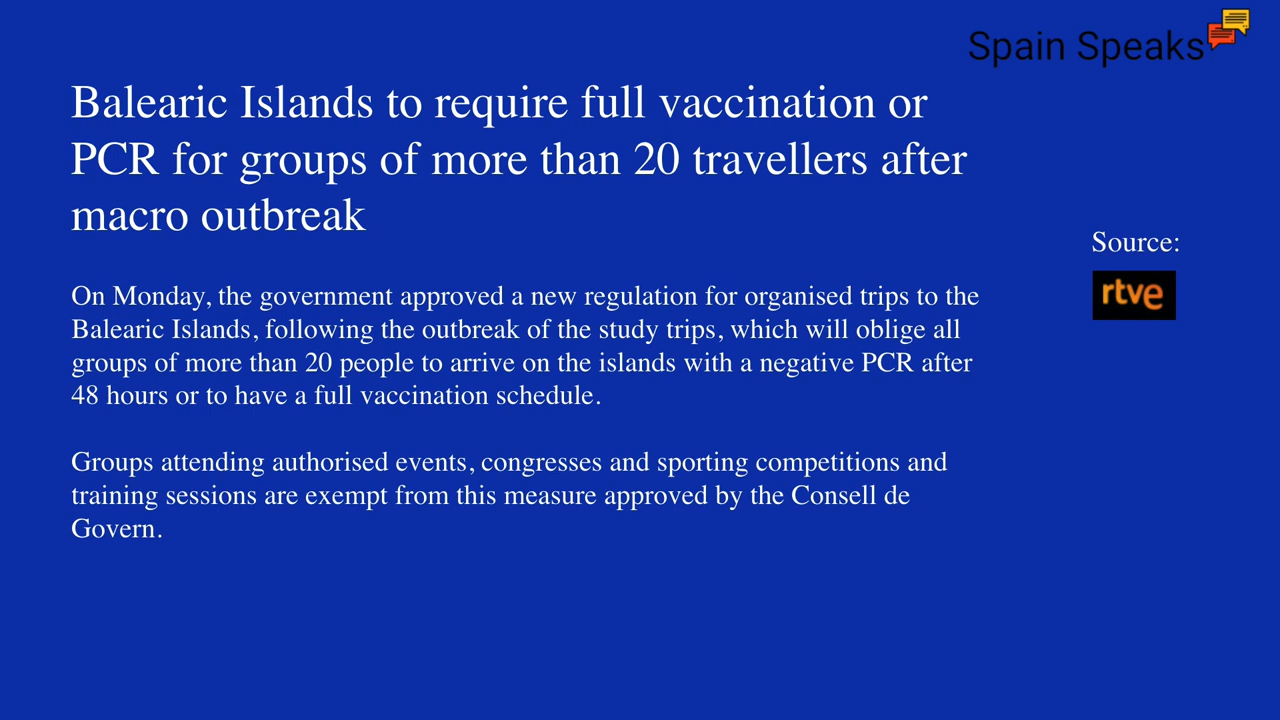 Spain Speaks
Balearic Islands to require full vaccination or
PCR for groups of more than 20 travellers after
macro outbreak
Source:
rtve
On Monday, the government approved a new regulation for organised trips to the
Balearic Islands, following the outbreak of the study trips, which will oblige all
groups of more than 20 people to arrive on the islands with a negative PCR after
48 hours or to have a full vaccination schedule.
Groups attending authorised events, congresses and sporting competitions and
training sessions are exempt from this measure approved by the Consell de
Govern.